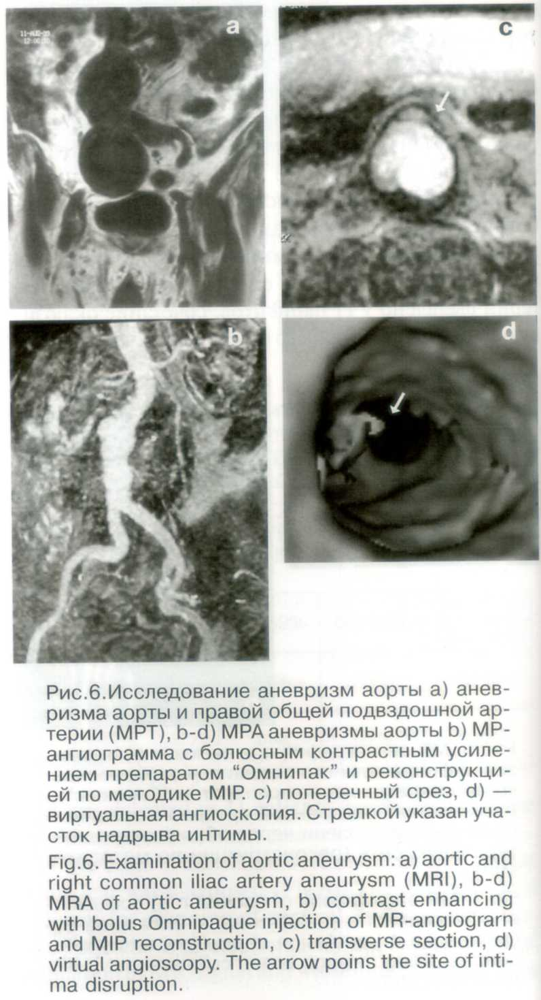 11-AUG-99
a
c
b
d
Рис.6.Исследование аневризм аорты а) анев-
ризма аорты и правой общей подвздошной ар-
терии (МРТ), b-d) МРА аневризмы аорты b) МР-
ангиограмма с болюсным контрастным усиле-
нием препаратом “Омнипак” и реконструкци-
ей по методике MIP. c) поперечный срез, d) —
виртуальная ангиоскопия. Стрелкой указан уча-
сток надрыва интимы.
Fig.6. Examination of aortic aneurysm: a) aortic and
right common iliac artery aneurysm (MRI), b-d)
MRA of aortic aneurysm, b) contrast enhancing
with bolus Omnipaque injection of MR-angiograrn
and MIP reconstruction, c) transverse section, d)
virtual angioscopy. The arrow poins the site of inti-
ma disruption.